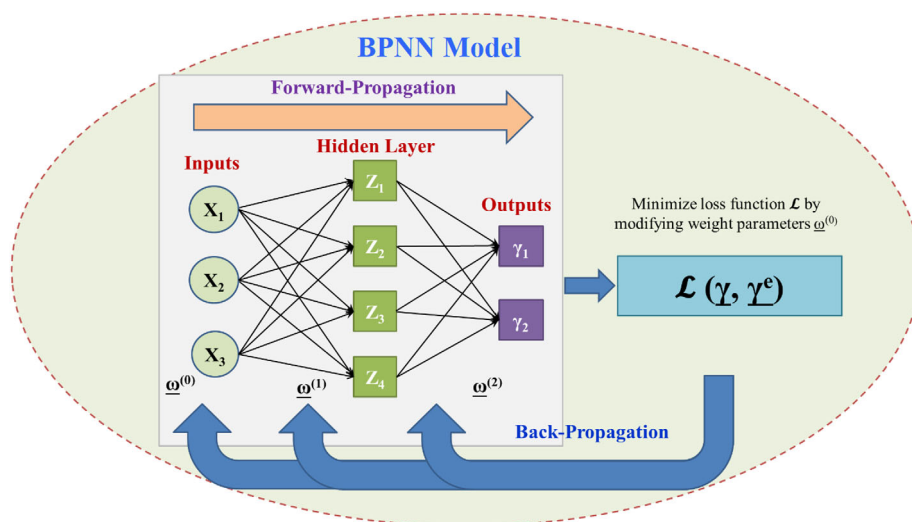 BPNN Model
Forward-Propagation
Hidden Layer
Inputs
Outputs
X₁
X₂
X₃
Z₁
Z₂
Z₃
Z₄
γ₁
γ₂
Minimize loss function ℒ by
modifying weight parameters ω̲⁽⁰⁾
ℒ (γ̲, γ̲ᵉ)
ω̲⁽⁰⁾
ω̲⁽¹⁾
ω̲⁽²⁾
Back-Propagation